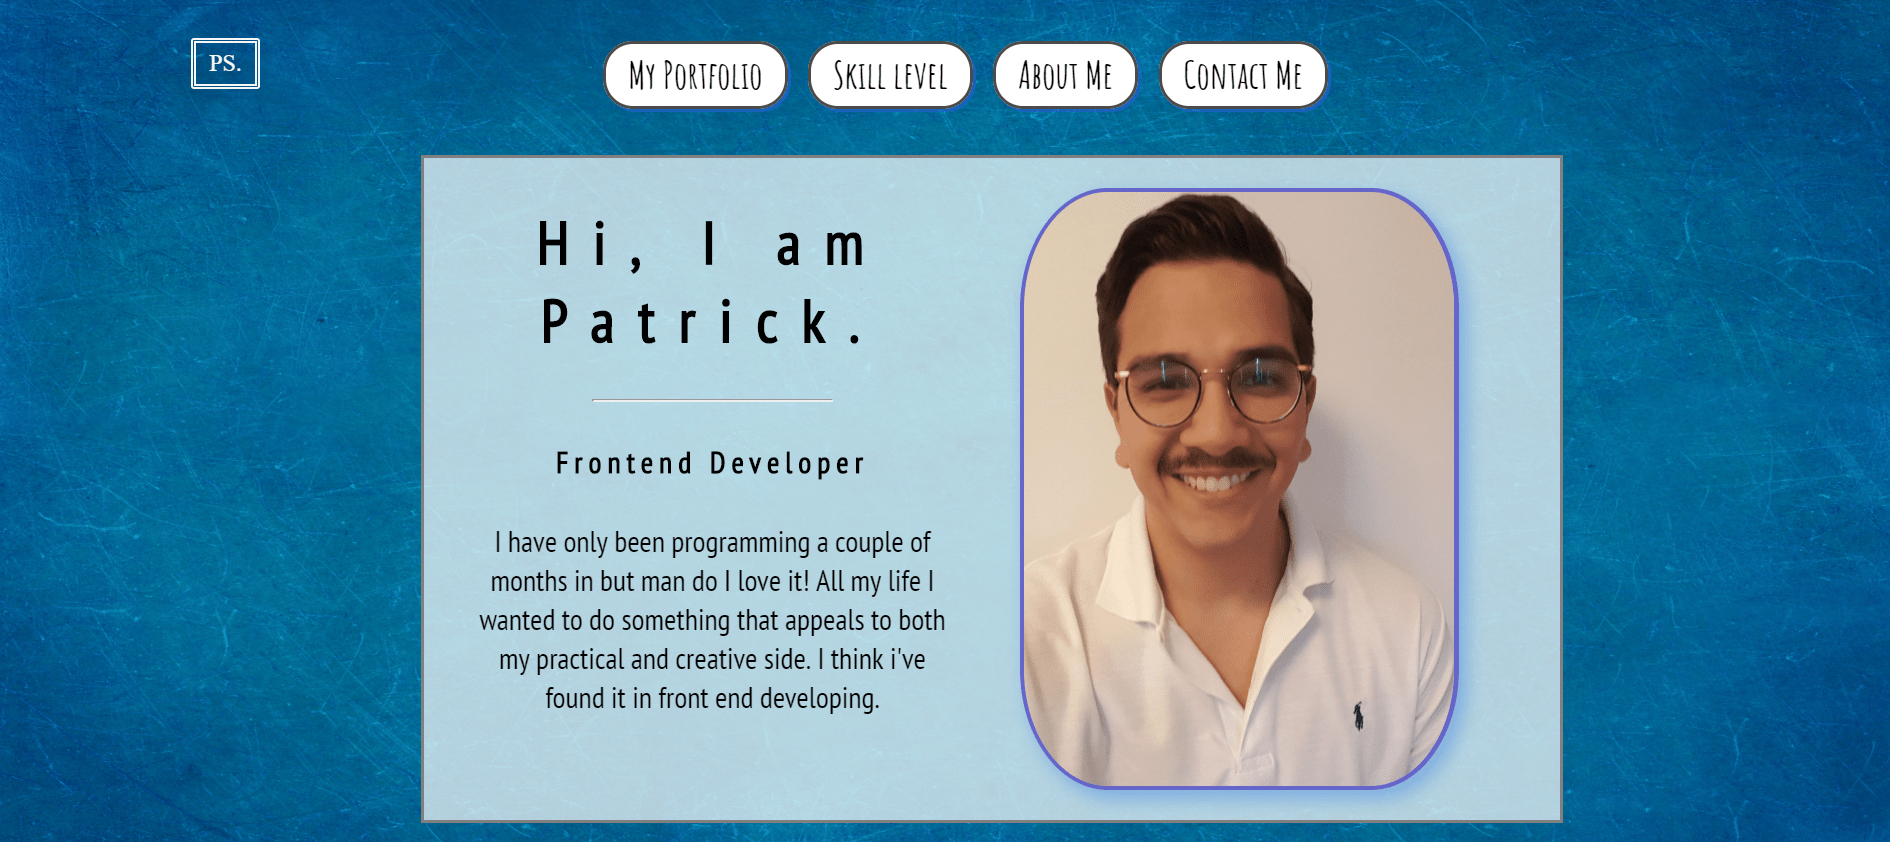 PS.
My Portfolio
Skill level
About Me
Contact Me
Hi, I am
Patrick.
Frontend Developer
I have only been programming a couple of
months in but man do I love it! All my life I
wanted to do something that appeals to both
my practical and creative side. I think i've
found it in front end developing.